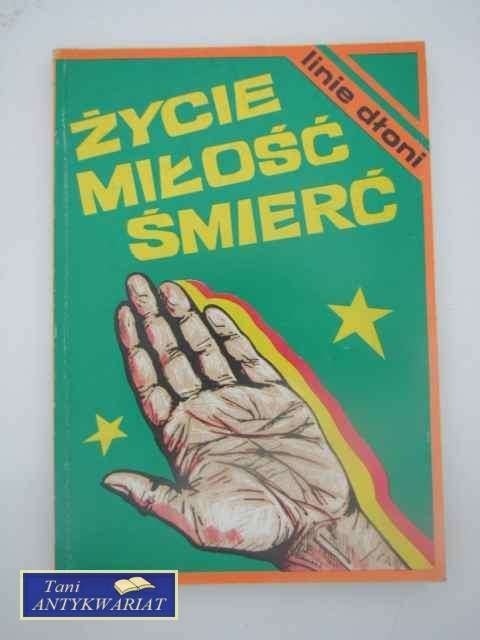 linie dłoni
ŻYCIE
MIŁOŚĆ
ŚMIERĆ
Tani
ANTYKWARIAT